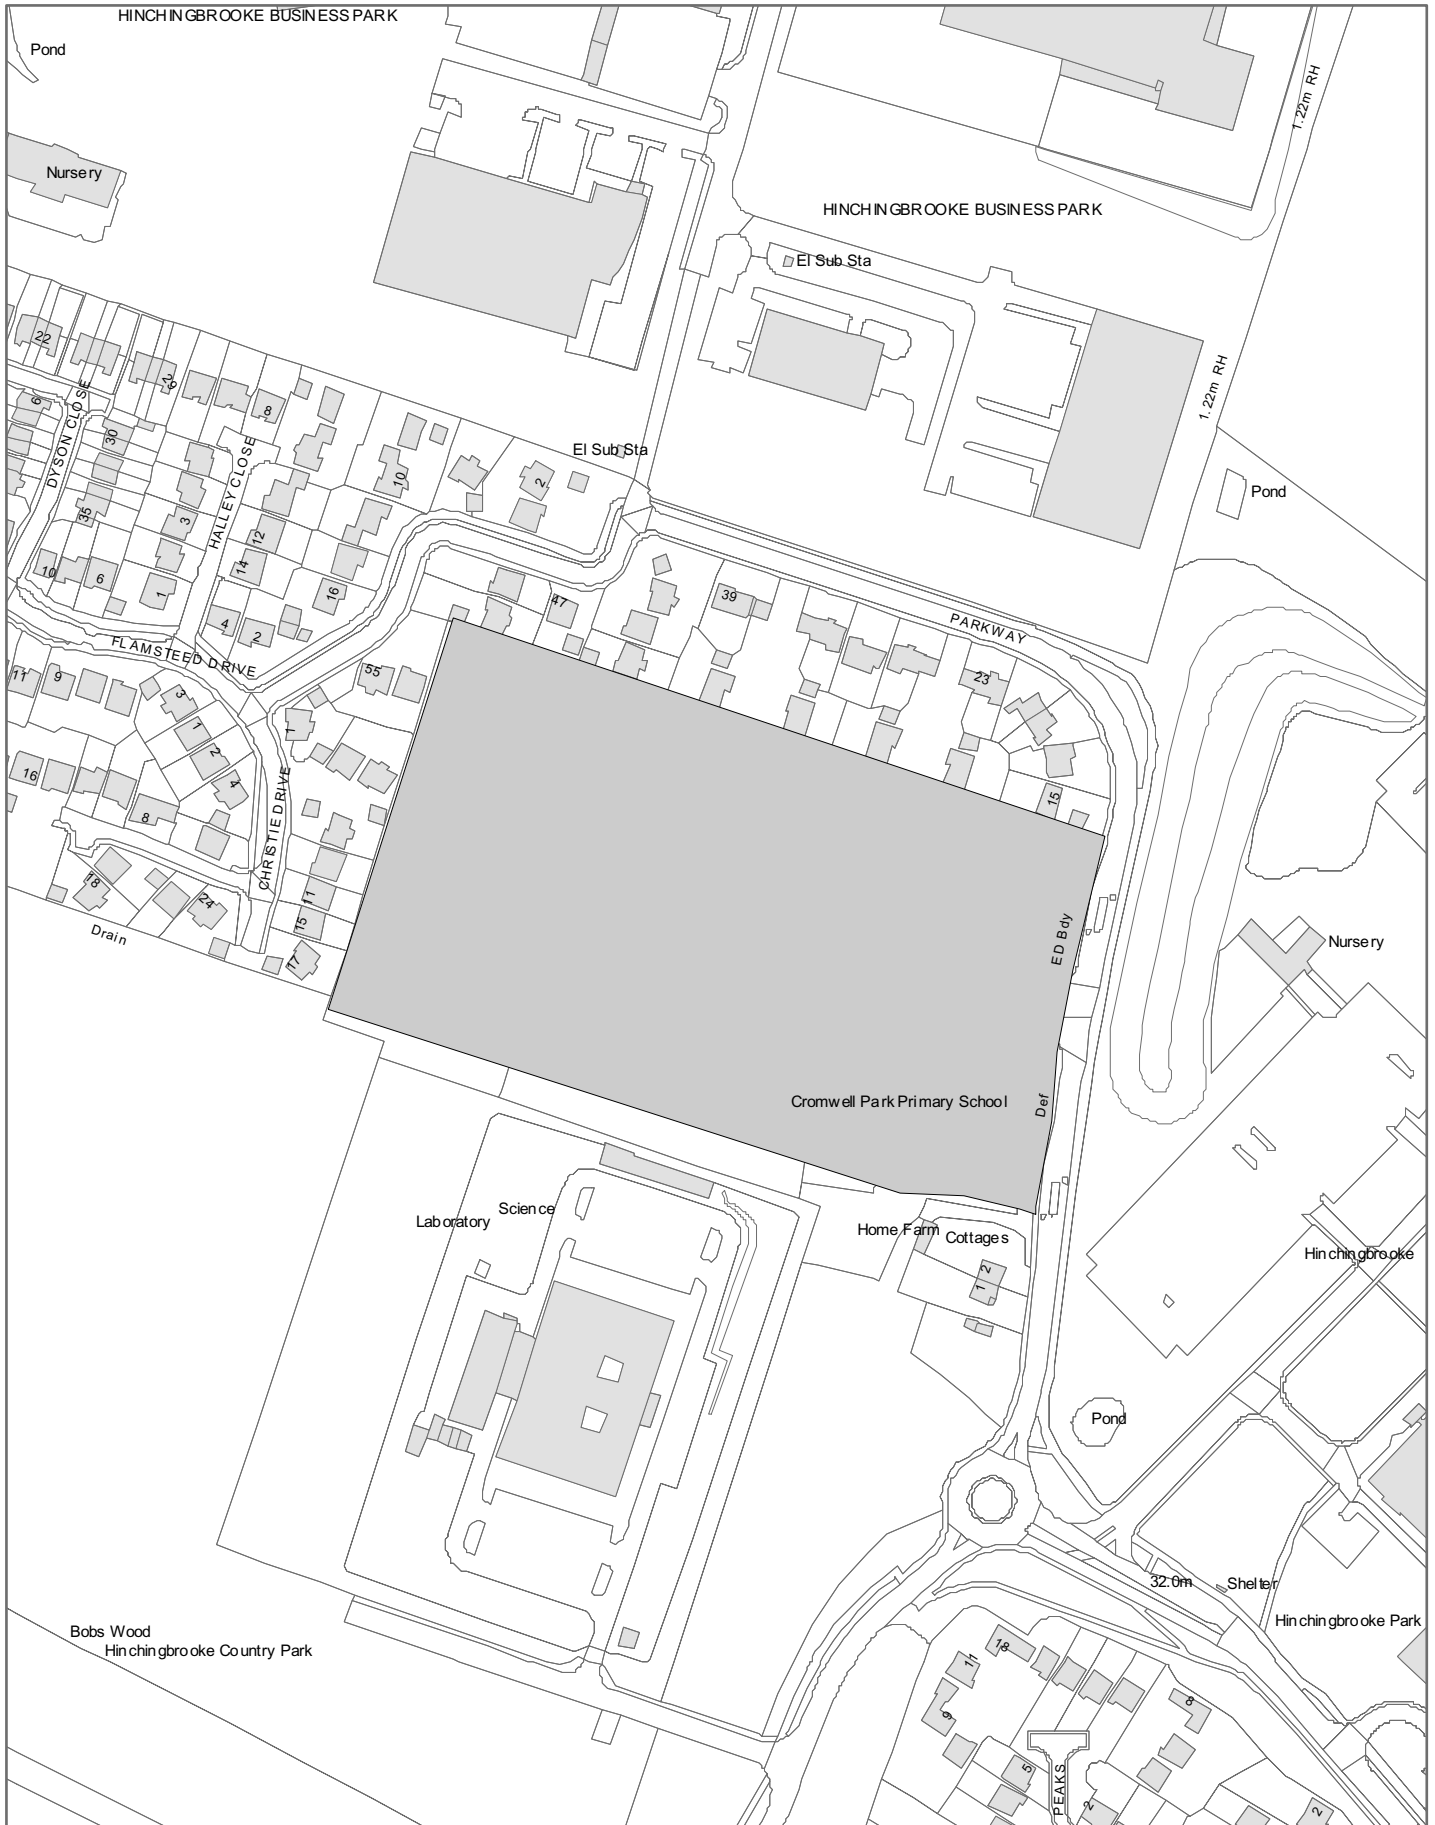 HINCHINGBROOKE BUSINESS PARK
Pond
1.22m RH
Nursery
HINCHINGBROOKE BUSINESS PARK
El Sub Sta
22
29
8
6
DYSON CLOSE
30
HALLEY CLOSE
El Sub Sta
1.22m RH
10
2
Pond
35
3
12
14
10
6
1
16
47
39
4
2
FLAMSTEED DRIVE
PARKWAY
11
9
55
23
3
1
1
2
16
4
15
8
CHRISTIE DRIVE
18
24
11
15
17
Drain
ED Bdy
Nursery
Cromwell Park Primary School
Def
Science
Laboratory
Home Farm
Cottages
Hinchingbrooke
1 2
Pond
32.0m
Shelter
Hinchingbrooke Park
Bobs Wood
Hinchingbrooke Country Park
18
11
9
8
5
PEAKS
2
2